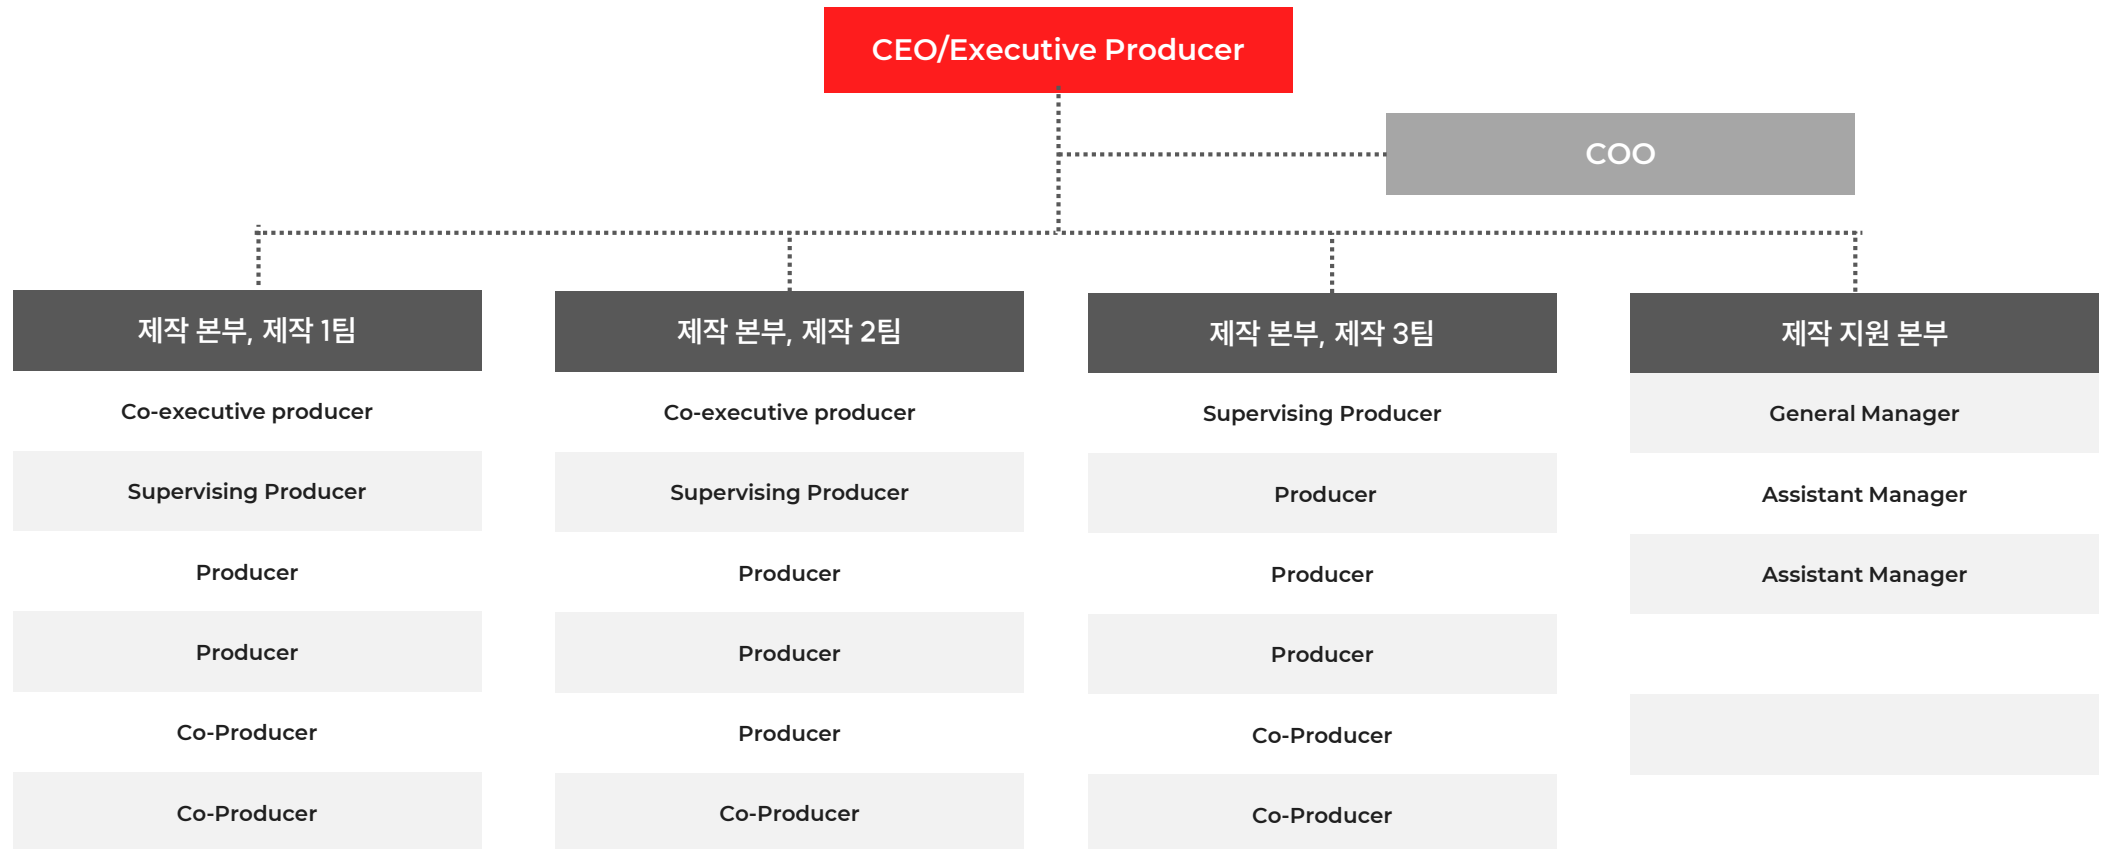 CEO/Executive Producer
COO
제작 본부, 제작 1팀
Co-executive producer
Supervising Producer
Producer
Producer
Co-Producer
Co-Producer
제작 본부, 제작 2팀
Co-executive producer
Supervising Producer
Producer
Producer
Producer
Co-Producer
제작 본부, 제작 3팀
Supervising Producer
Producer
Producer
Producer
Co-Producer
Co-Producer
제작 지원 본부
General Manager
Assistant Manager
Assistant Manager